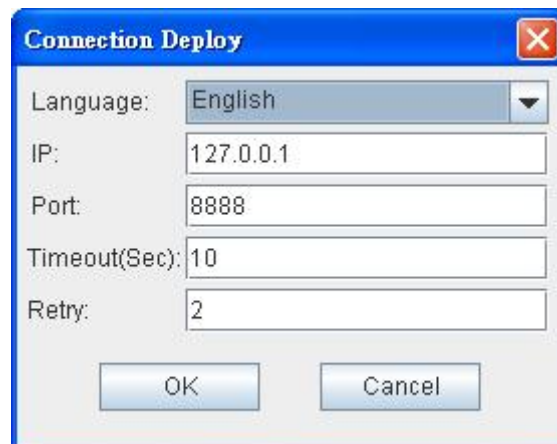 Connection Deploy
Language: English
IP: 127.0.0.1
Port: 8888
Timeout(Sec): 10
Retry: 2
OK Cancel